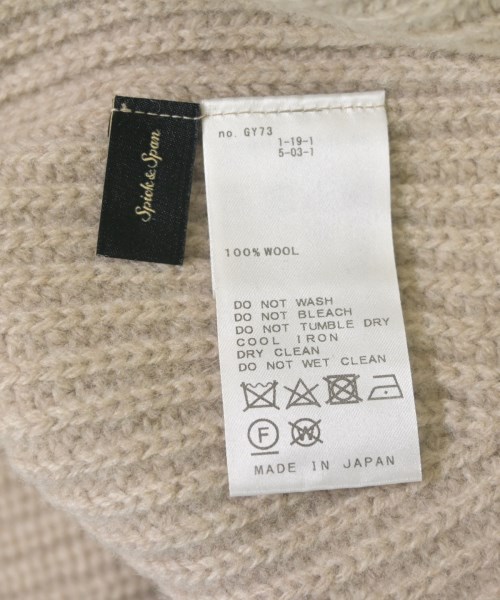 Spick & Span
no. GY73
1-19-1
5-03-1
100% WOOL
DO NOT WASH
DO NOT BLEACH
DO NOT TUMBLE DRY
COOL IRON
DRY CLEAN
DO NOT WET CLEAN
F W
MADE IN JAPAN